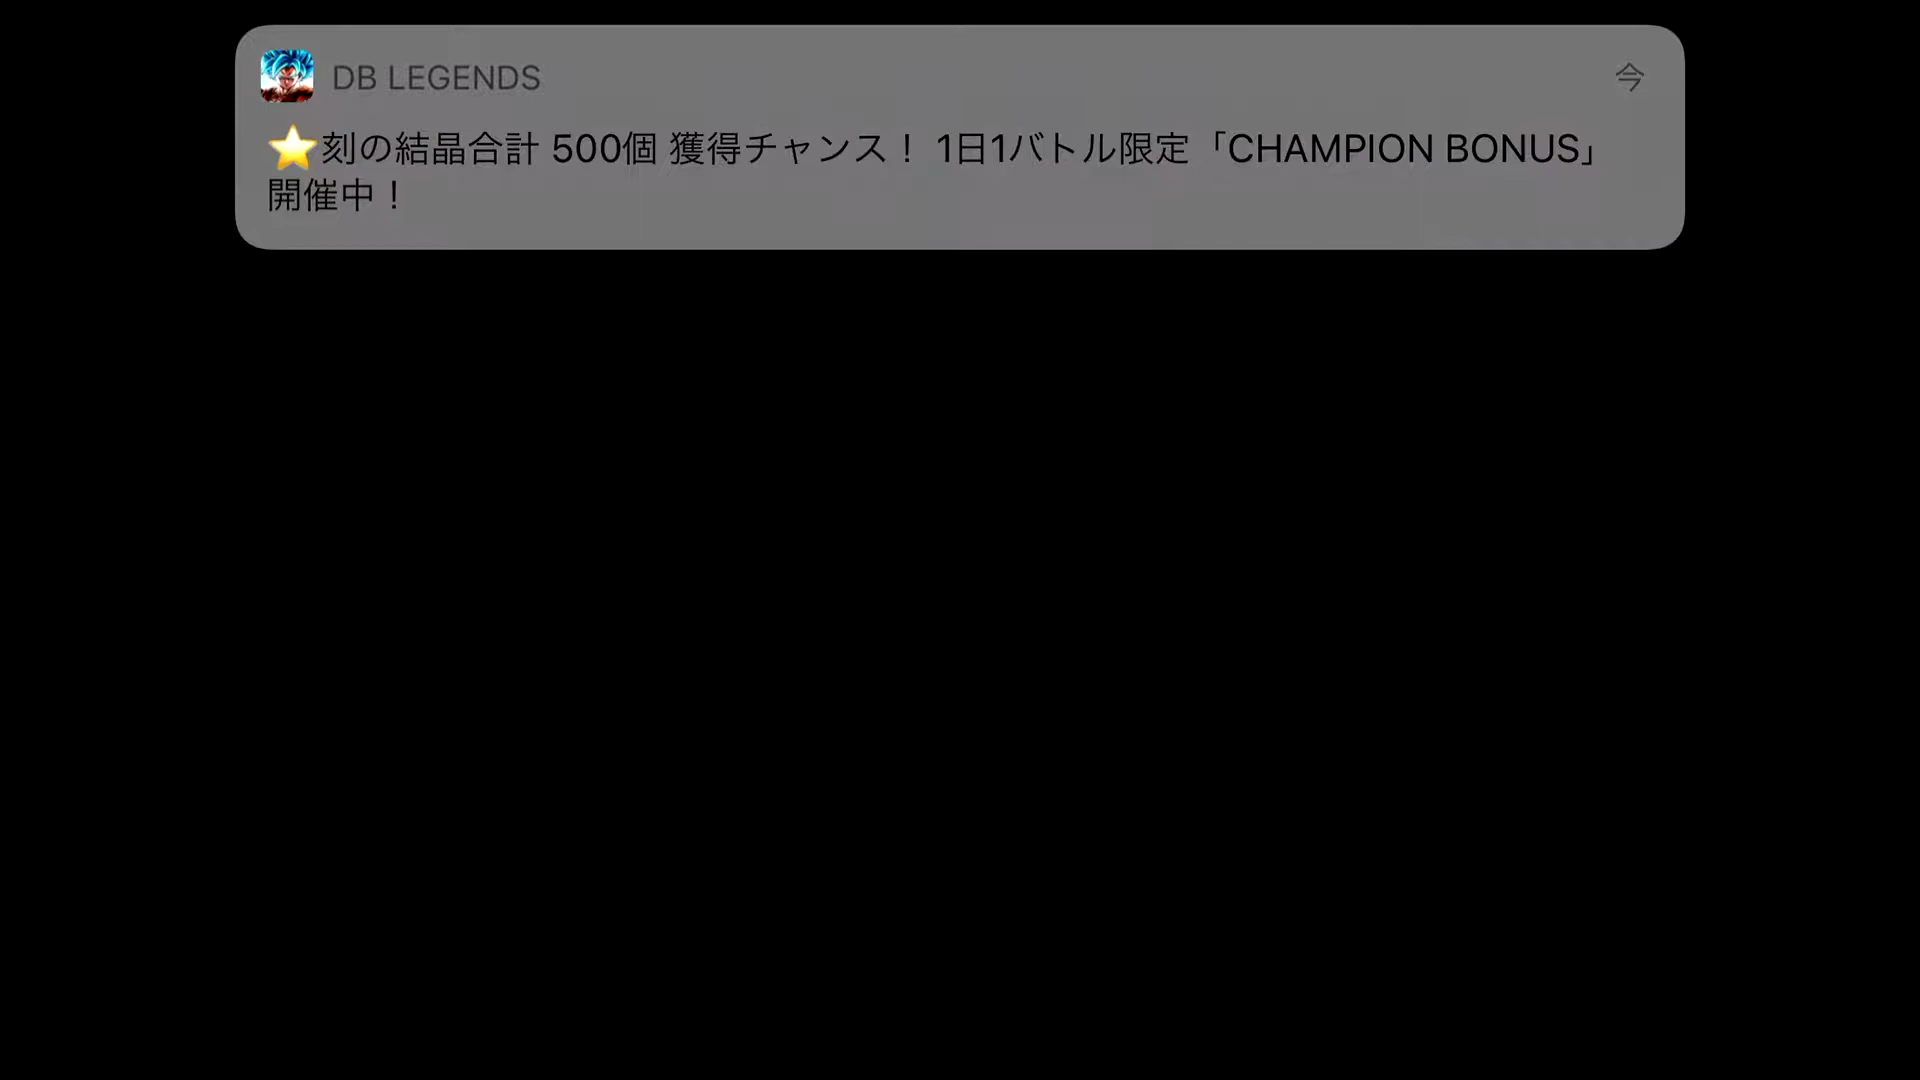 DB LEGENDS
今
⭐刻の結晶合計 500個 獲得チャンス！ 1日1バトル限定「CHAMPION BONUS」
開催中！